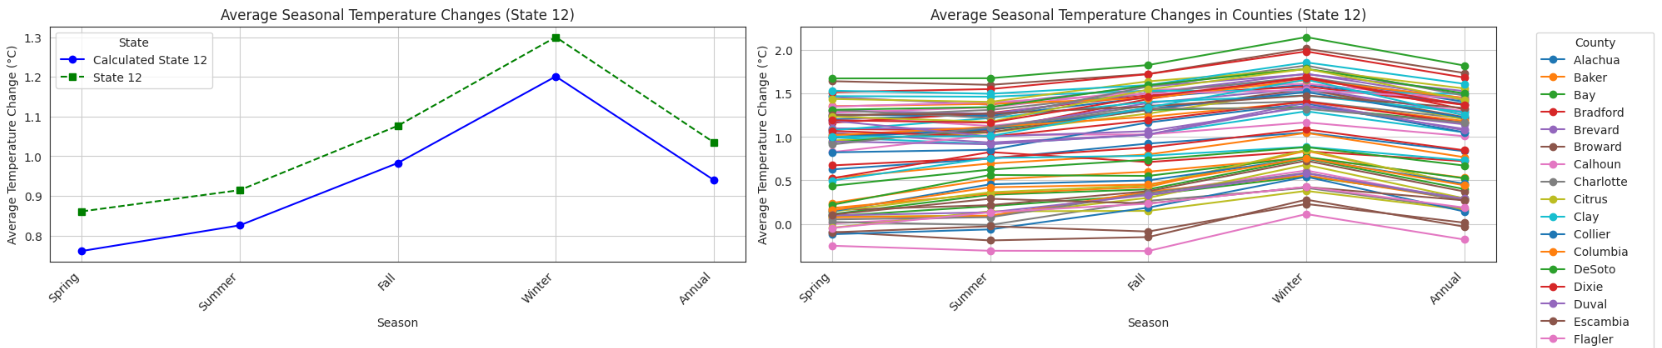 Average Seasonal Temperature Changes (State 12)
Average Temperature Change (°C)
1.3
1.2
1.1
1.0
0.9
0.8
State
Calculated State 12
State 12
Spring
Summer
Fall
Winter
Annual
Season
Average Seasonal Temperature Changes in Counties (State 12)
Average Temperature Change (°C)
2.0
1.5
1.0
0.5
0.0
Spring
Summer
Fall
Winter
Annual
Season
County
Alachua
Baker
Bay
Bradford
Brevard
Broward
Calhoun
Charlotte
Citrus
Clay
Collier
Columbia
DeSoto
Dixie
Duval
Escambia
Flagler